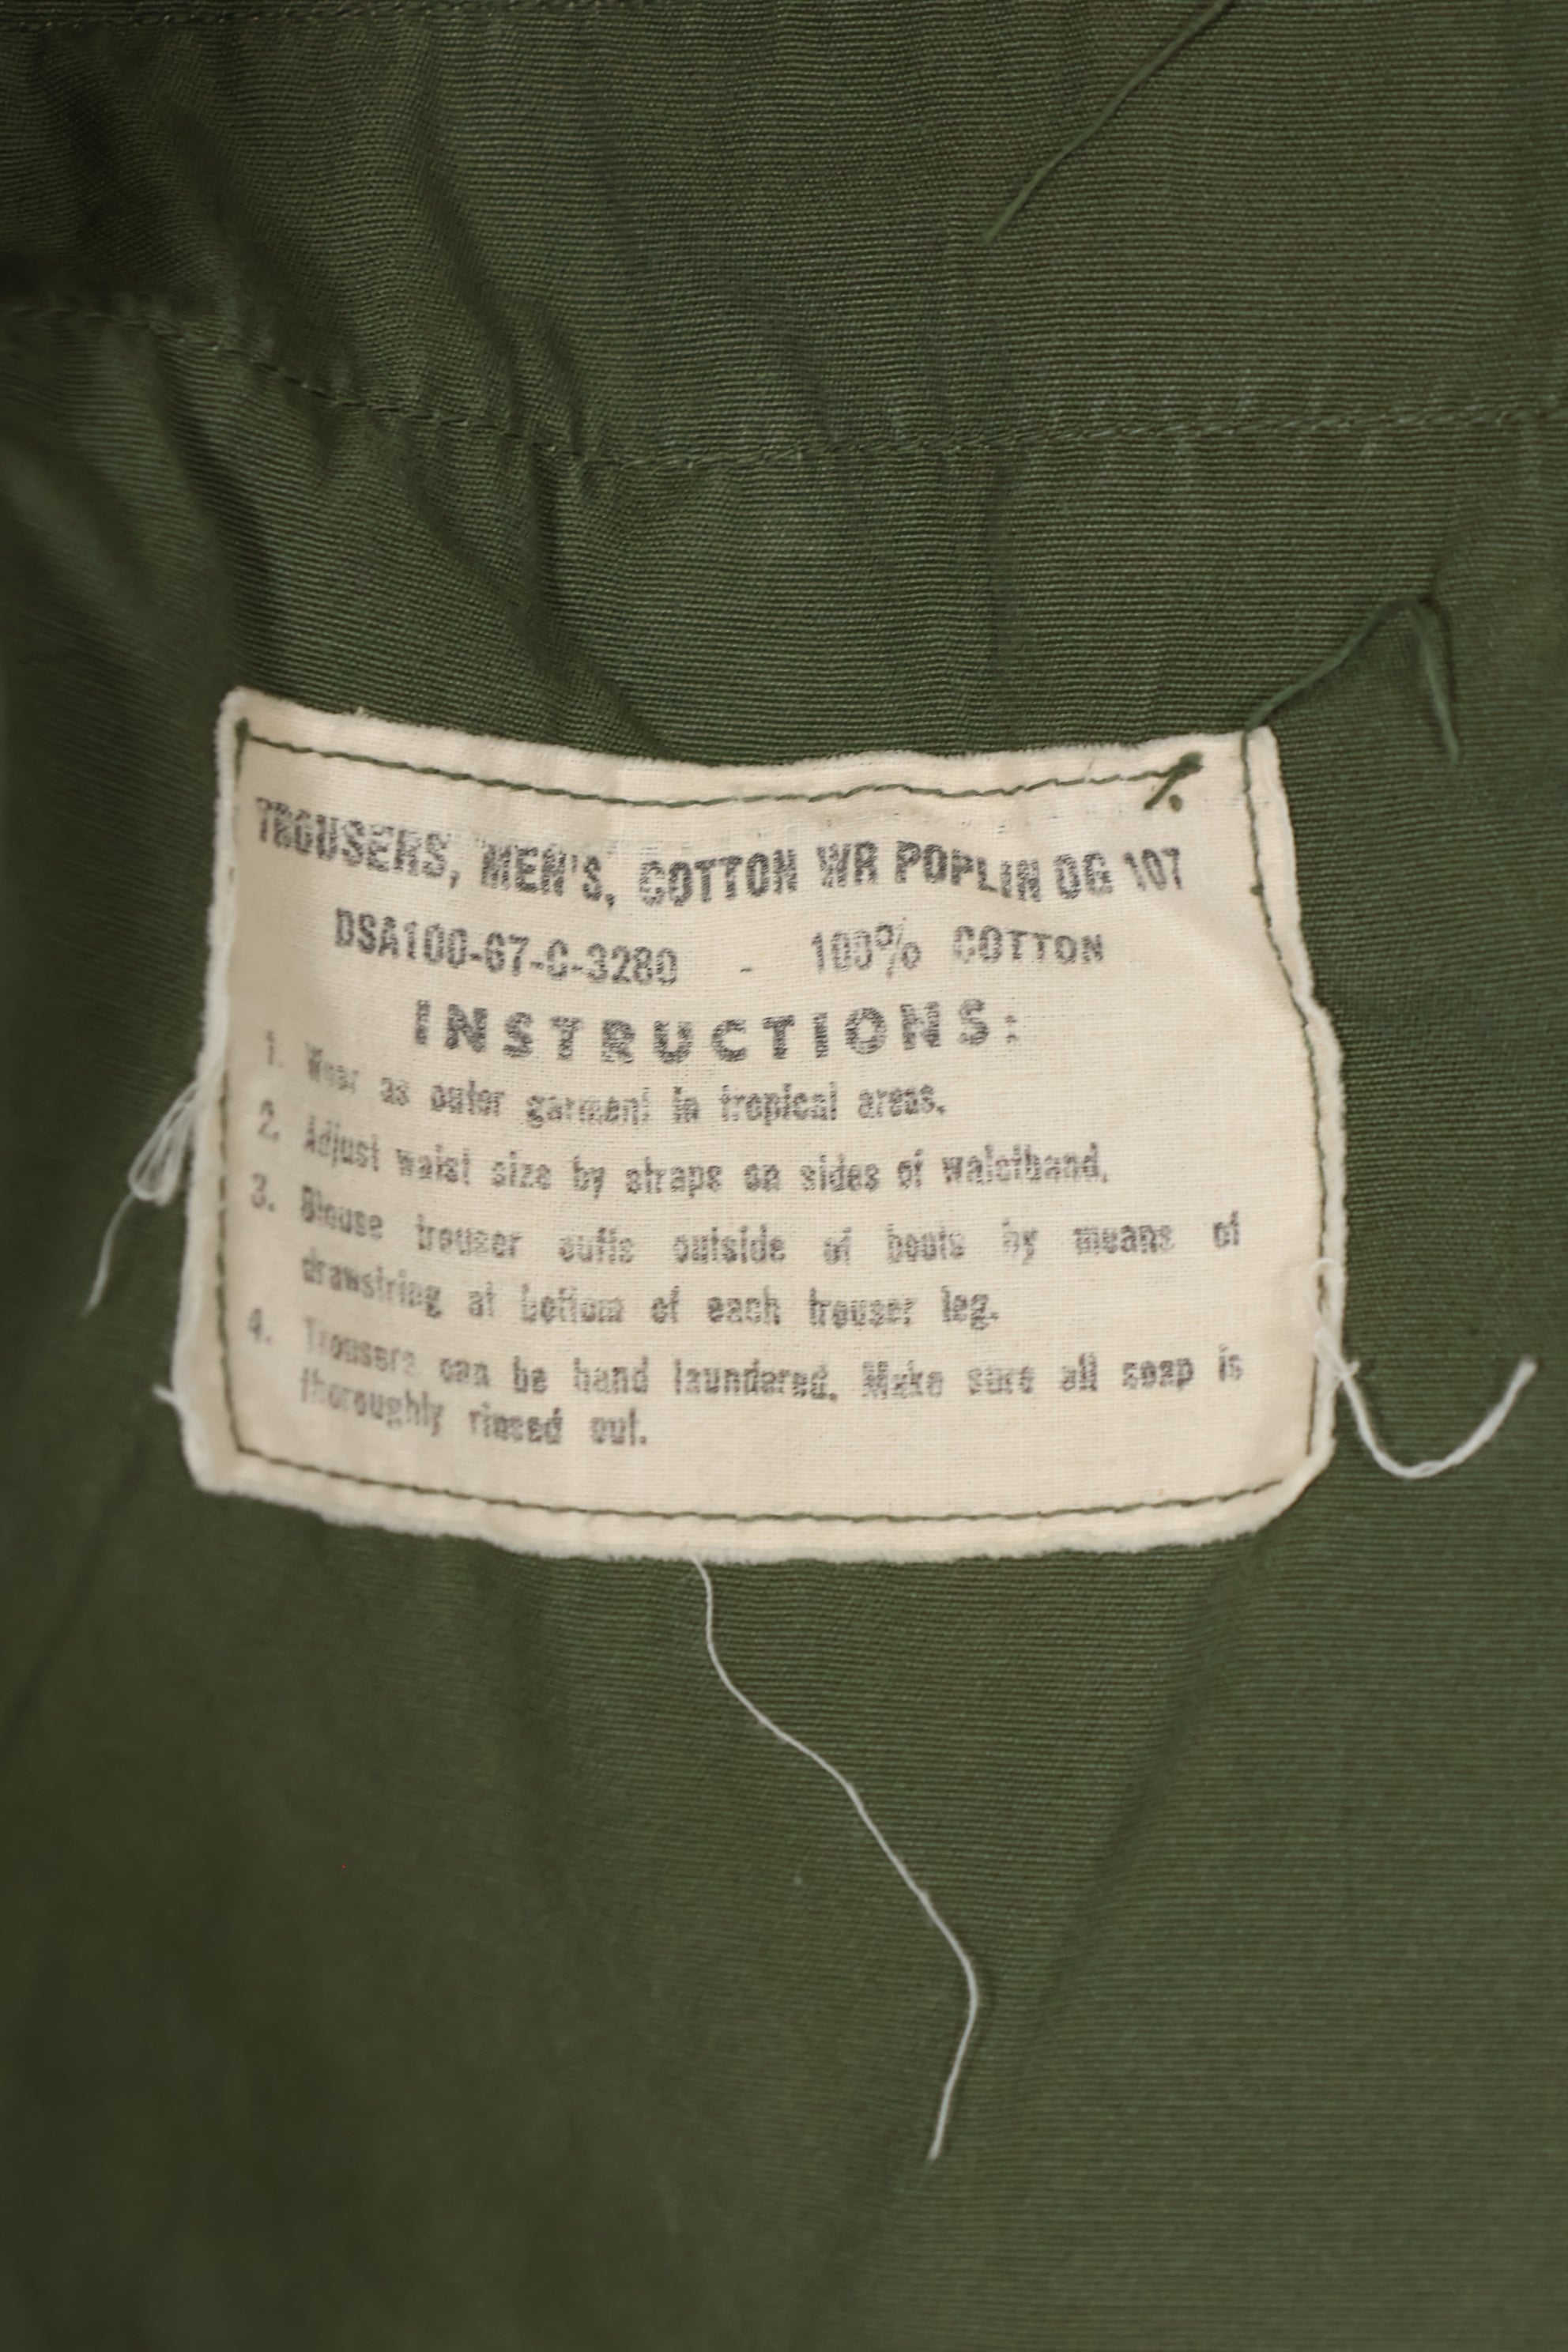 TROUSERS, MEN'S, COTTON WR POPLIN OG 107
DSA100-67-C-3280 - 100% COTTON
INSTRUCTIONS:
1. Wear as outer garment in tropical areas.
2. Adjust waist size by straps on sides of waistband.
3. Blouse trouser cuffs outside of boots by means of
drawstring at bottom of each trouser leg.
4. Trousers can be hand laundered. Make sure all soap is
thoroughly rinsed out.